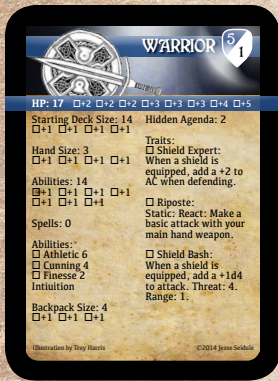 WARRIOR
5
1
HP: 17 □+2 □+2 □+2 □+3 □+3 □+3 □+4 □+5
Starting Deck Size: 14
□+1 □+1 □+1 □+1
Hand Size: 3
□+1 □+1 □+1 □+1
Abilities: 14
□+1 □+1 □+1 □+1
□+1 □+1 □+1
Spells: 0
Abilities:
□ Athletic 6
□ Cunning 4
□ Finesse 2
Intiuition
Backpack Size: 4
□+1 □+1 □+1
Hidden Agenda: 2
Traits:
□ Shield Expert:
When a shield is
equipped, add a +2 to
AC when defending.
□ Riposte:
Static: React: Make a
basic attack with your
main hand weapon.
□ Shield Bash:
When a shield is
equipped, add a +1d4
to attack. Threat: 4.
Range: 1.
Illustration by Trey Harris
©2014 Jesse Seidule